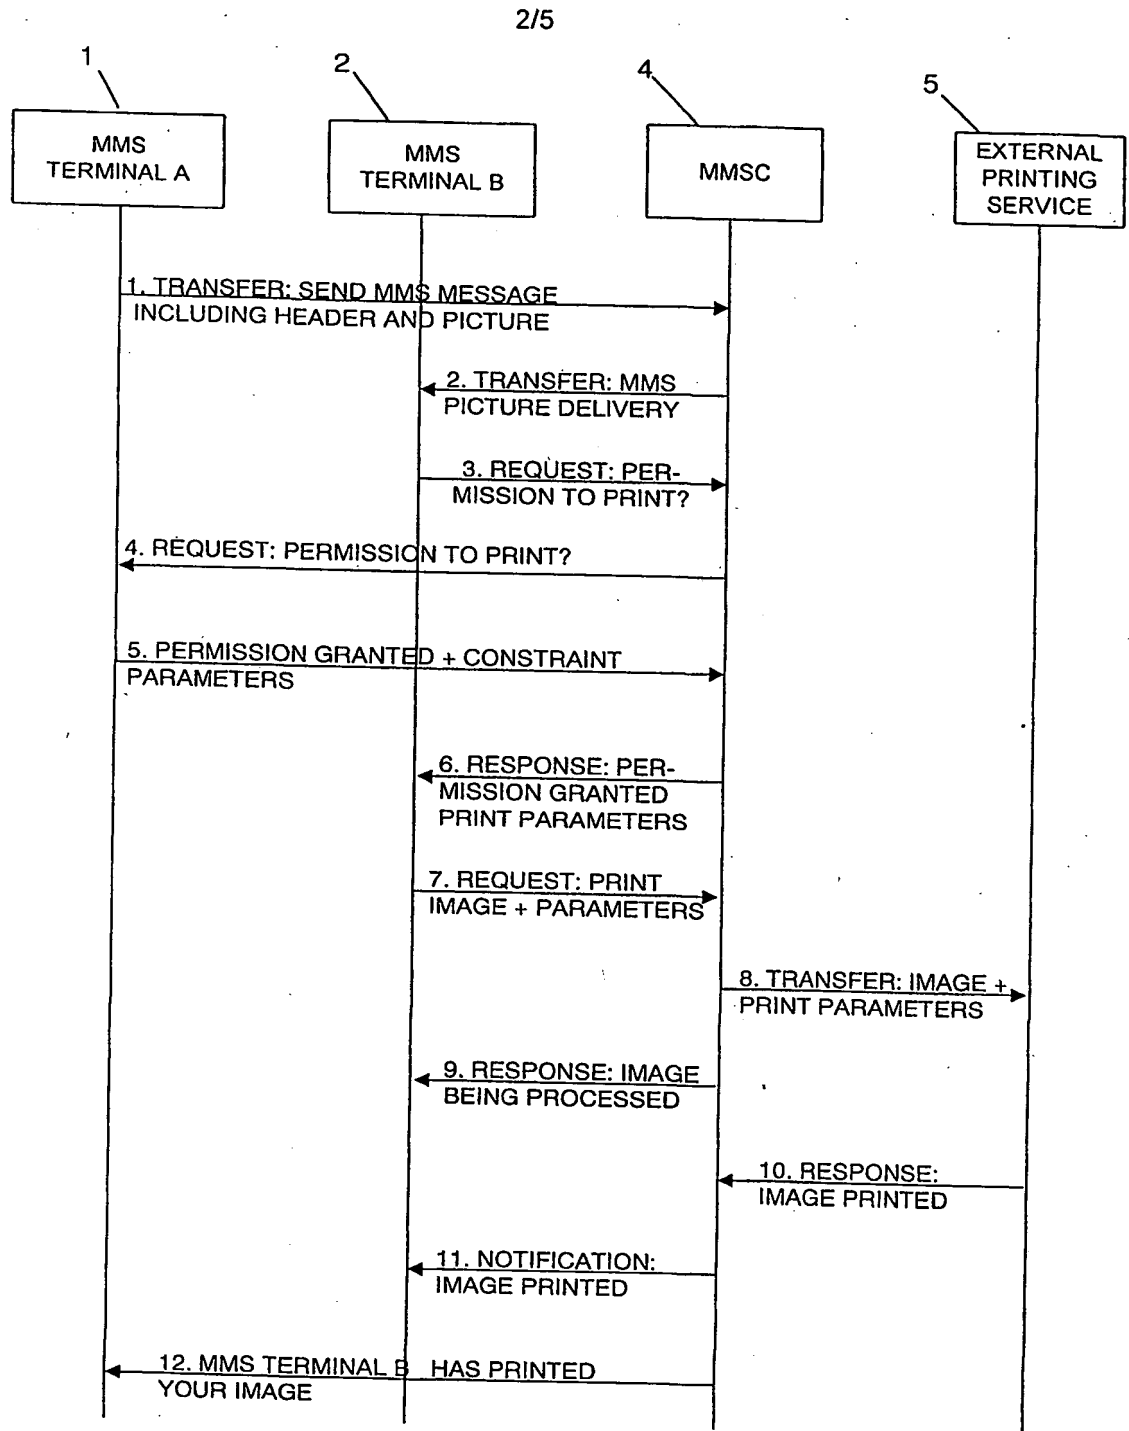 2/5
1
2
4
5
MMS
TERMINAL A
MMS
TERMINAL B
MMSC
EXTERNAL
PRINTING
SERVICE
1. TRANSFER: SEND MMS MESSAGE
INCLUDING HEADER AND PICTURE
2. TRANSFER: MMS
PICTURE DELIVERY
3. REQUEST: PER-
MISSION TO PRINT?
4. REQUEST: PERMISSION TO PRINT?
5. PERMISSION GRANTED + CONSTRAINT
PARAMETERS
6. RESPONSE: PER-
MISSION GRANTED
PRINT PARAMETERS
7. REQUEST: PRINT
IMAGE + PARAMETERS
8. TRANSFER: IMAGE +
PRINT PARAMETERS
9. RESPONSE: IMAGE
BEING PROCESSED
10. RESPONSE:
IMAGE PRINTED
11. NOTIFICATION:
IMAGE PRINTED
12. MMS TERMINAL B HAS PRINTED
YOUR IMAGE